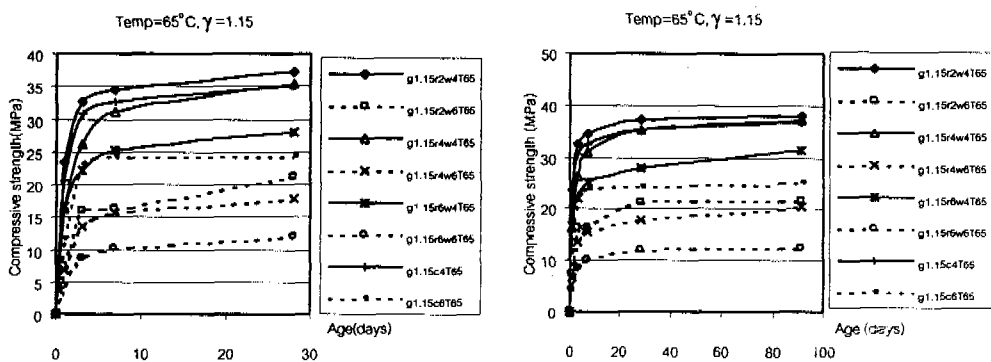 Temp=65°C, γ =1.15
Compressive strength(MPa)
40
35
30
25
20
15
10
5
0
0
10
20
30
Age(days)
g1.15r2w4T65
g1.15r2w6T65
g1.15r4w4T65
g1.15r4w6T65
g1.15r6w4T65
g1.15r6w6T65
g1.15c4T65
g1.15c6T65
Temp=65°C, γ =1.15
Compressive strength (MPa)
50
40
30
20
10
0
0
20
40
60
80
100
Age (days)
g1.15r2w4T65
g1.15r2w6T65
g1.15r4w4T65
g1.15r4w6T65
g1.15r6w4T65
g1.15r6w6T65
g1.15c4T65
g1.15c6T65